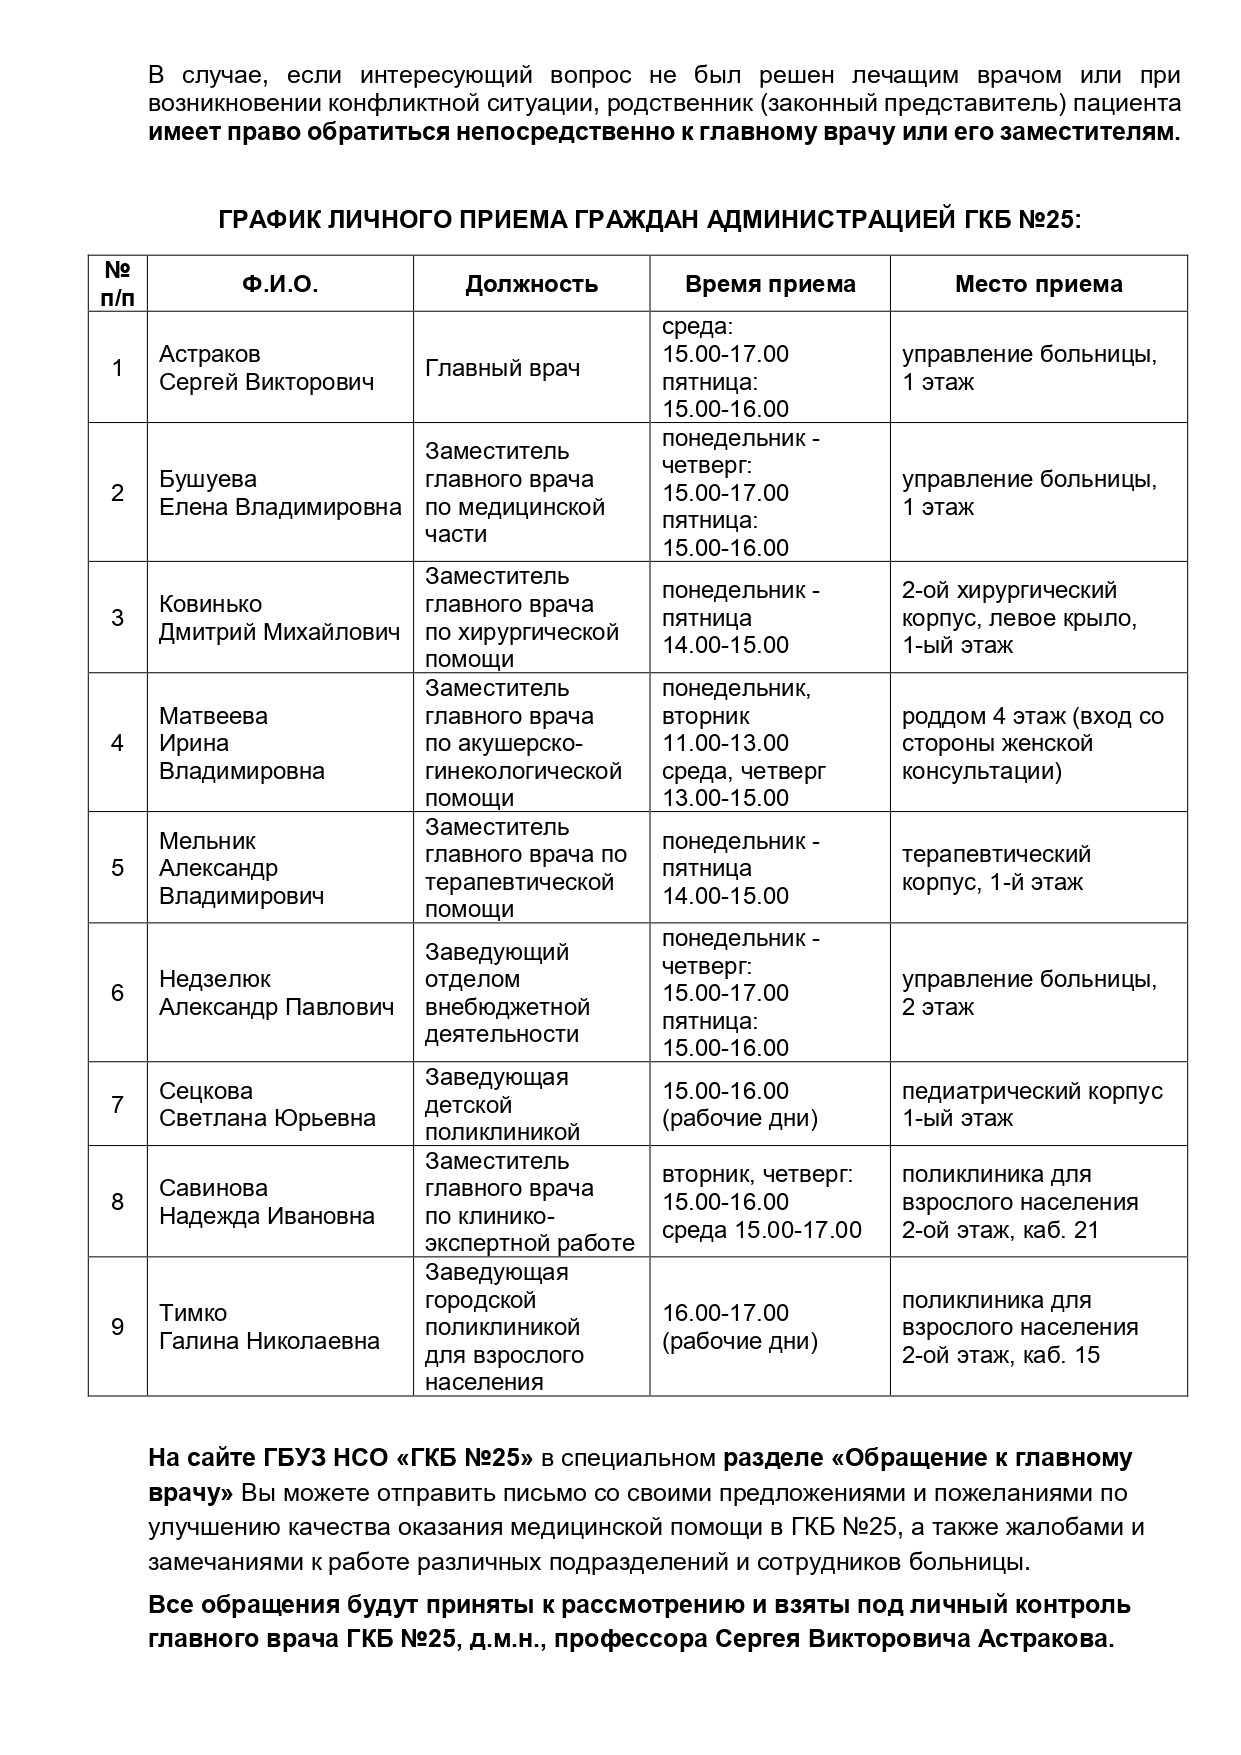 В случае, если интересующий вопрос не был решен лечащим врачом или при
возникновении конфликтной ситуации, родственник (законный представитель) пациента
имеет право обратиться непосредственно к главному врачу или его заместителям.
ГРАФИК ЛИЧНОГО ПРИЕМА ГРАЖДАН АДМИНИСТРАЦИЕЙ ГКБ №25:
№
п/п
Ф.И.О.
Должность
Время приема
Место приема
1
Астраков
Сергей Викторович
Главный врач
среда:
15.00-17.00
пятница:
15.00-16.00
управление больницы,
1 этаж
2
Бушуева
Елена Владимировна
Заместитель
главного врача
по медицинской
части
понедельник -
четверг:
15.00-17.00
пятница:
15.00-16.00
управление больницы,
1 этаж
3
Ковинько
Дмитрий Михайлович
Заместитель
главного врача
по хирургической
помощи
понедельник -
пятница
14.00-15.00
2-ой хирургический
корпус, левое крыло,
1-ый этаж
4
Матвеева
Ирина
Владимировна
Заместитель
главного врача
по акушерско-
гинекологической
помощи
понедельник,
вторник
11.00-13.00
среда, четверг
13.00-15.00
роддом 4 этаж (вход со
стороны женской
консультации)
5
Мельник
Александр
Владимирович
Заместитель
главного врача по
терапевтической
помощи
понедельник -
пятница
14.00-15.00
терапевтический
корпус, 1-й этаж
6
Недзелюк
Александр Павлович
Заведующий
отделом
внебюджетной
деятельности
понедельник -
четверг:
15.00-17.00
пятница:
15.00-16.00
управление больницы,
2 этаж
7
Сецкова
Светлана Юрьевна
Заведующая
детской
поликлиникой
15.00-16.00
(рабочие дни)
педиатрический корпус
1-ый этаж
8
Савинова
Надежда Ивановна
Заместитель
главного врача
по клинико-
экспертной работе
вторник, четверг:
15.00-16.00
среда 15.00-17.00
поликлиника для
взрослого населения
2-ой этаж, каб. 21
9
Тимко
Галина Николаевна
Заведующая
городской
поликлиникой
для взрослого
населения
16.00-17.00
(рабочие дни)
поликлиника для
взрослого населения
2-ой этаж, каб. 15
На сайте ГБУЗ НСО «ГКБ №25» в специальном разделе «Обращение к главному
врачу» Вы можете отправить письмо со своими предложениями и пожеланиями по
улучшению качества оказания медицинской помощи в ГКБ №25, а также жалобами и
замечаниями к работе различных подразделений и сотрудников больницы.
Все обращения будут приняты к рассмотрению и взяты под личный контроль
главного врача ГКБ №25, д.м.н., профессора Сергея Викторовича Астракова.